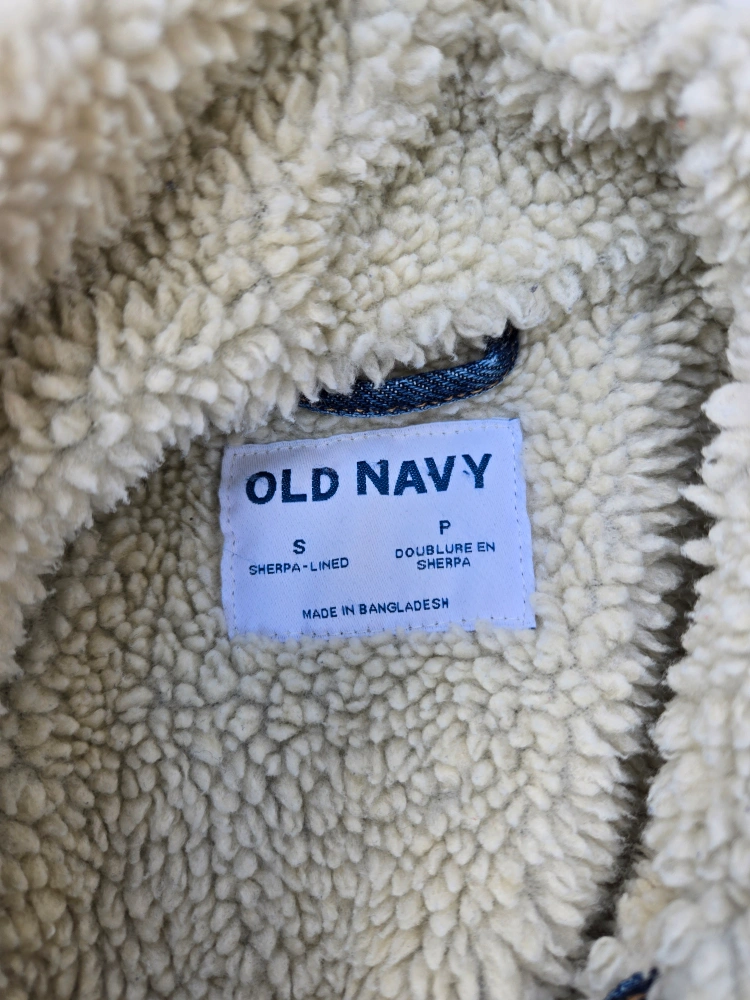 OLD NAVY
S
SHERPA-LINED
P
DOUBLURE EN
SHERPA
MADE IN BANGLADESH